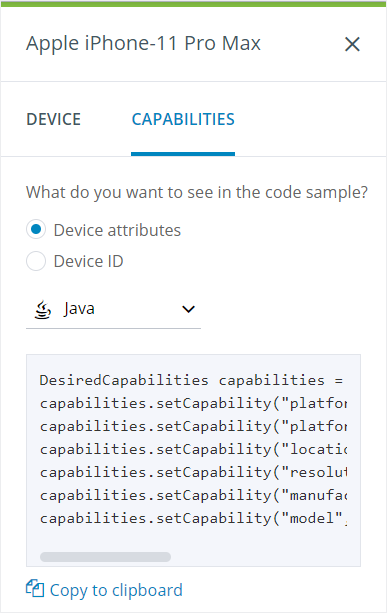 Apple iPhone-11 Pro Max
DEVICE
CAPABILITIES
What do you want to see in the code sample?
Device attributes
Device ID
Java
DesiredCapabilities capabilities =
capabilities.setCapability("platfor
capabilities.setCapability("platfor
capabilities.setCapability("locatio
capabilities.setCapability("resolut
capabilities.setCapability("manufac
capabilities.setCapability("model",
Copy to clipboard